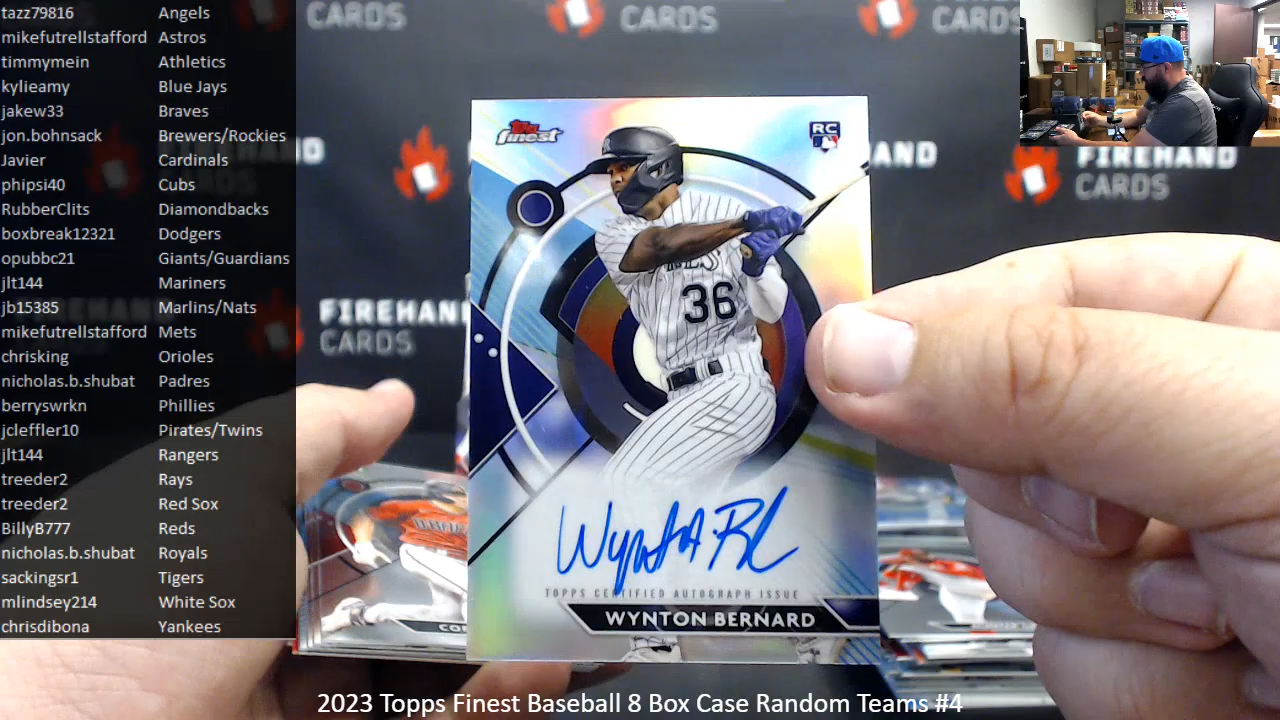 tazz79816 Angels
mikefutrellstafford Astros
timmymein Athletics
kylieamy Blue Jays
jakew33 Braves
jon.bohnsack Brewers/Rockies
Javier Cardinals
phipsi40 Cubs
RubberClits Diamondbacks
boxbreak12321 Dodgers
opubbc21 Giants/Guardians
jlt144 Mariners
jb15385 Marlins/Nats
mikefutrellstafford Mets
chrisking Orioles
nicholas.b.shubat Padres
berryswrkn Phillies
jcleffler10 Pirates/Twins
jlt144 Rangers
treeder2 Rays
treeder2 Red Sox
BillyB777 Reds
nicholas.b.shubat Royals
sackingsr1 Tigers
mlindsey214 White Sox
chrisdibona Yankees
CARDS
CARDS
CARDS
FIREHAND
CARDS
FIREHAND
CARDS
Topps
finest
RC
36
TOPPS CERTIFIED AUTOGRAPH ISSUE
WYNTON BERNARD
2023 Topps Finest Baseball 8 Box Case Random Teams #4